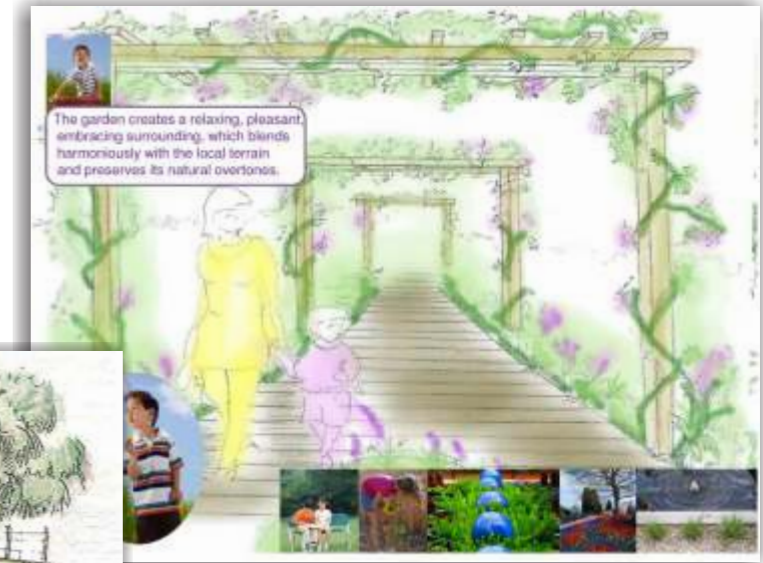 The garden creates a relaxing, pleasant,
embracing surrounding, which blends
harmoniously with the local terrain
and preserves its natural overtones.